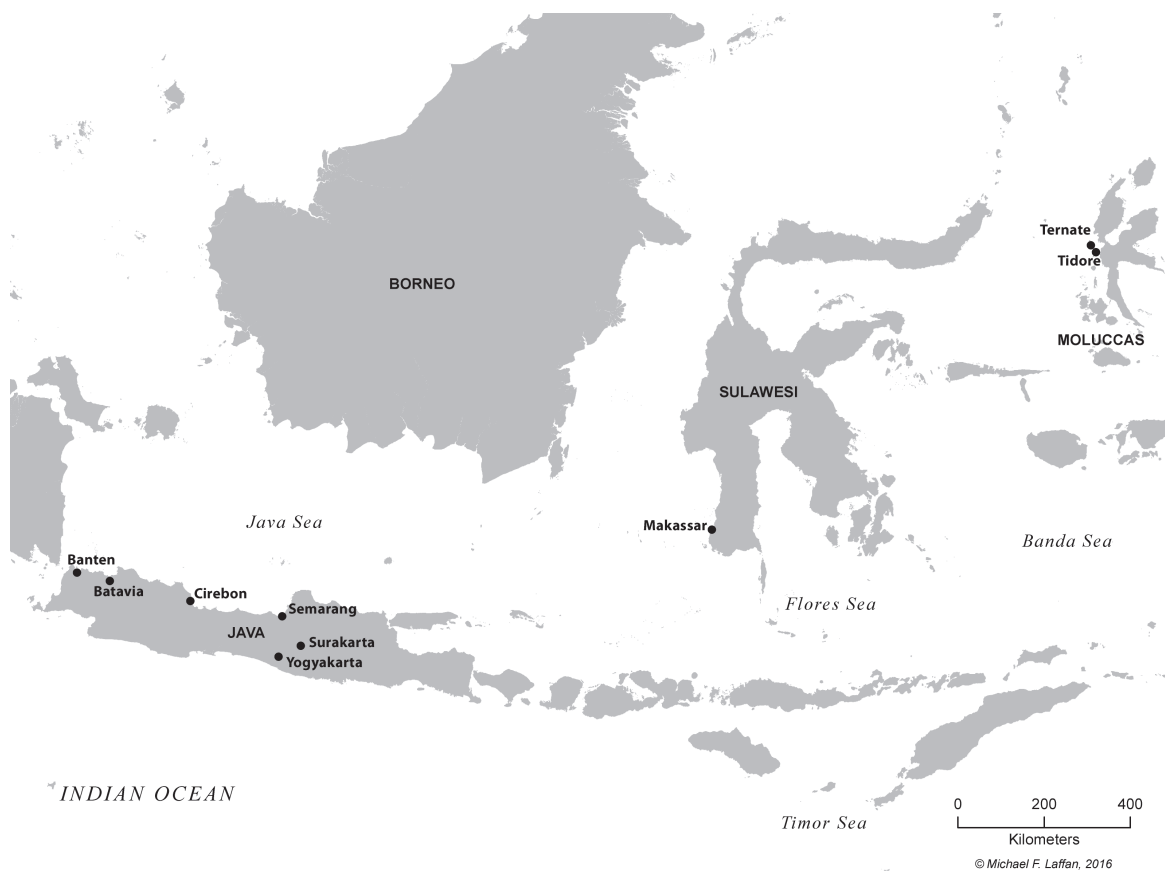 Ternate
Tidore
BORNEO
MOLUCCAS
SULAWESI
Java Sea
Makassar
Banda Sea
Banten
Batavia
Cirbon
Semarang
Flores Sea
JAVA
Surakarta
Yogyakarta
INDIAN OCEAN
Timor Sea
0 200 400
Kilometers
© Michael F. Laffan, 2016